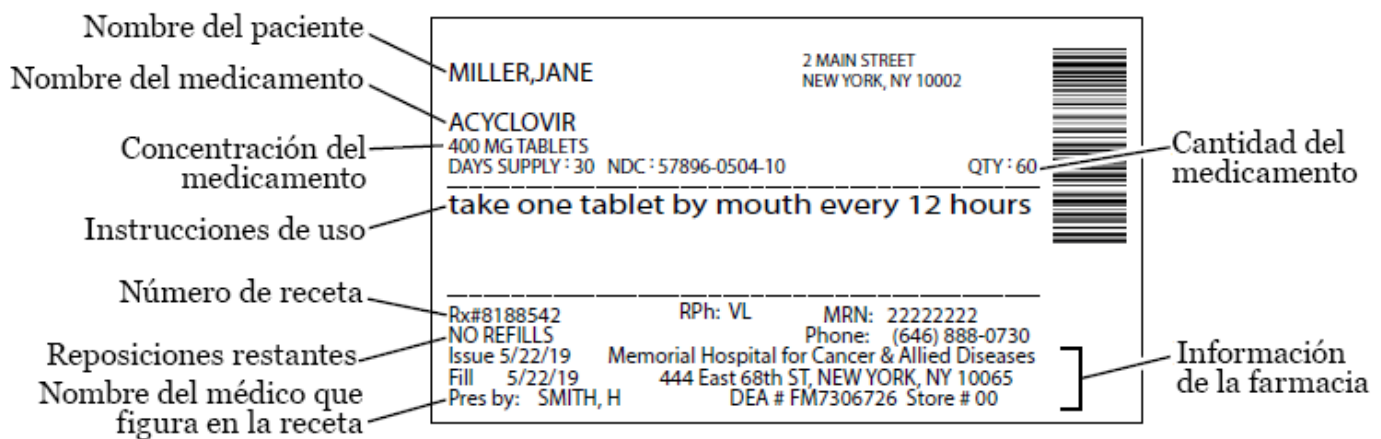 Nombre del paciente
MILLER,JANE
2 MAIN STREET
NEW YORK, NY 10002
Nombre del medicamento
ACYCLOVIR
Concentración del
medicamento
400 MG TABLETS
DAYS SUPPLY : 30 NDC : 57896-0504-10 QTY : 60
Cantidad del
medicamento
Instrucciones de uso
take one tablet by mouth every 12 hours
Número de receta
Rx#8188542 RPh: VL MRN: 22222222
Reposiciones restantes
NO REFILLS Phone: (646) 888-0730
Issue 5/22/19 Memorial Hospital for Cancer & Allied Diseases
Fill 5/22/19 444 East 68th ST, NEW YORK, NY 10065
Nombre del médico que
figura en la receta
Pres by: SMITH, H DEA # FM7306726 Store # 00
Información
de la farmacia